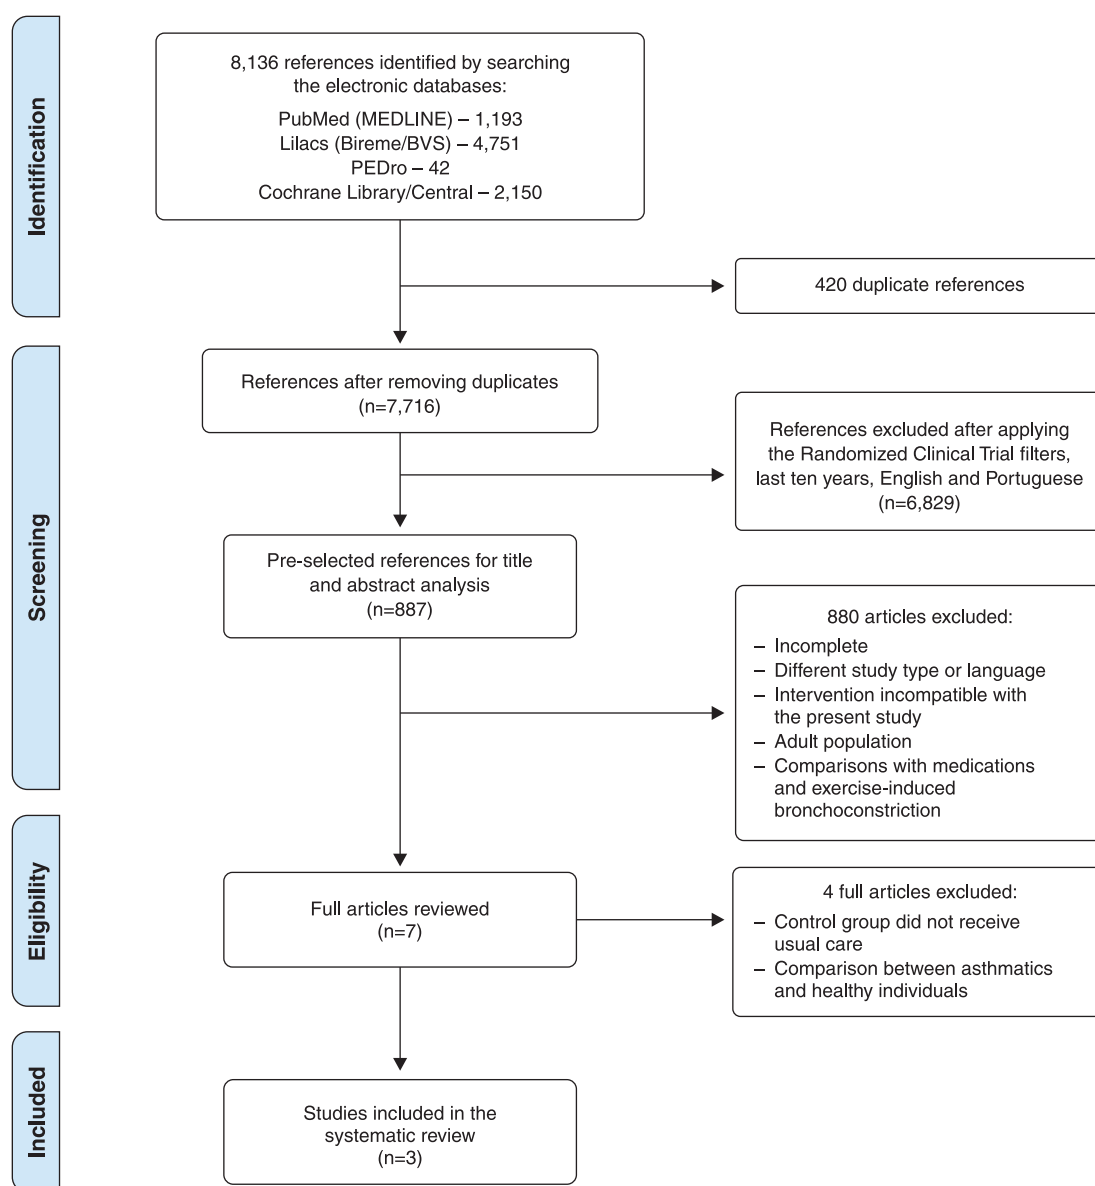 Identification
8,136 references identified by searching
the electronic databases:
PubMed (MEDLINE) – 1,193
Lilacs (Bireme/BVS) – 4,751
PEDro – 42
Cochrane Library/Central – 2,150
420 duplicate references
Screening
References after removing duplicates
(n=7,716)
References excluded after applying
the Randomized Clinical Trial filters,
last ten years, English and Portuguese
(n=6,829)
Pre-selected references for title
and abstract analysis
(n=887)
880 articles excluded:
– Incomplete
– Different study type or language
– Intervention incompatible with
the present study
– Adult population
– Comparisons with medications
and exercise-induced
bronchoconstriction
Eligibility
Full articles reviewed
(n=7)
4 full articles excluded:
– Control group did not receive
usual care
– Comparison between asthmatics
and healthy individuals
Included
Studies included in the
systematic review
(n=3)